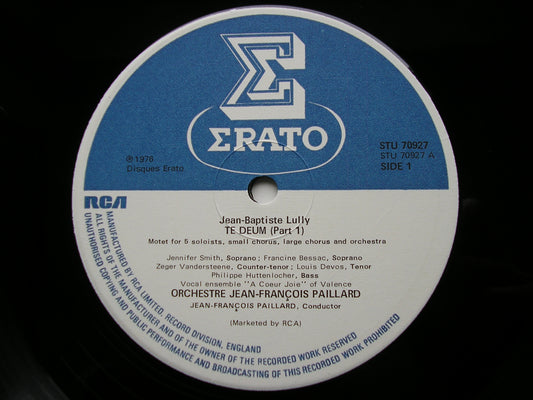 Σ
ΣRATO
℗ 1976
Disques Erato
STU 70927
STU 70927 A
SIDE 1
RCA
Jean-Baptiste Lully
TE DEUM (Part 1)
Motet for 5 soloists, small chorus, large chorus and orchestra
Jennifer Smith, Soprano; Francine Bessac, Soprano
Zeger Vandersteene, Counter-tenor; Louis Devos, Tenor
Philippe Huttenlocher, Bass
Vocal ensemble "A Coeur Joie" of Valence
ORCHESTRE JEAN-FRANÇOIS PAILLARD
JEAN-FRANÇOIS PAILLARD, Conductor
(Marketed by RCA)
MANUFACTURED BY RCA LIMITED, RECORD DIVISION, ENGLAND
ALL RIGHTS OF THE MANUFACTURER AND OF THE OWNER OF THE RECORDED WORK RESERVED
UNAUTHORISED COPYING AND PUBLIC PERFORMANCE AND BROADCASTING OF THIS RECORDED WORK PROHIBITED